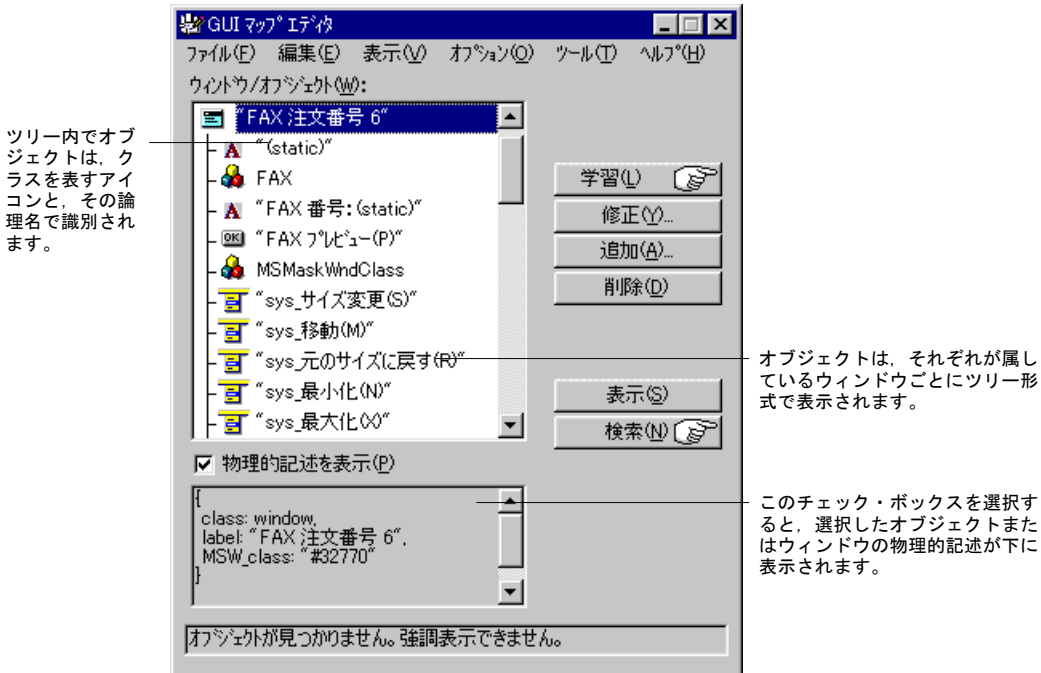 GUI マップ エディタ
ファイル(F) 編集(E) 表示(V) オプション(O) ツール(T) ヘルプ(H)
ウィンドウ/オブジェクト(W):
"FAX 注文番号 6"
"(static)"
FAX
"FAX 番号: (static)"
OK
"FAX プレビュー(P)"
MSMaskWndClass
"sys_サイズ変更(S)"
"sys_移動(M)"
"sys_元のサイズに戻す(R)"
"sys_最小化(N)"
"sys_最大化(X)"
学習(L)
修正(Y)...
追加(A)...
削除(D)
表示(S)
検索(N)
物理的記述を表示(P)
{
class: window,
label: "FAX 注文番号 6",
MSW_class: "#32770"
}
オブジェクトが見つかりません。強調表示できません。
ツリー内でオブ
ジェクトは，ク
ラスを表すアイ
コンと，その論
理名で識別され
ます。
オブジェクトは，それぞれが属し
ているウィンドウごとにツリー形
式で表示されます。
このチェック・ボックスを選択す
ると，選択したオブジェクトまた
はウィンドウの物理的記述が下に
表示されます。